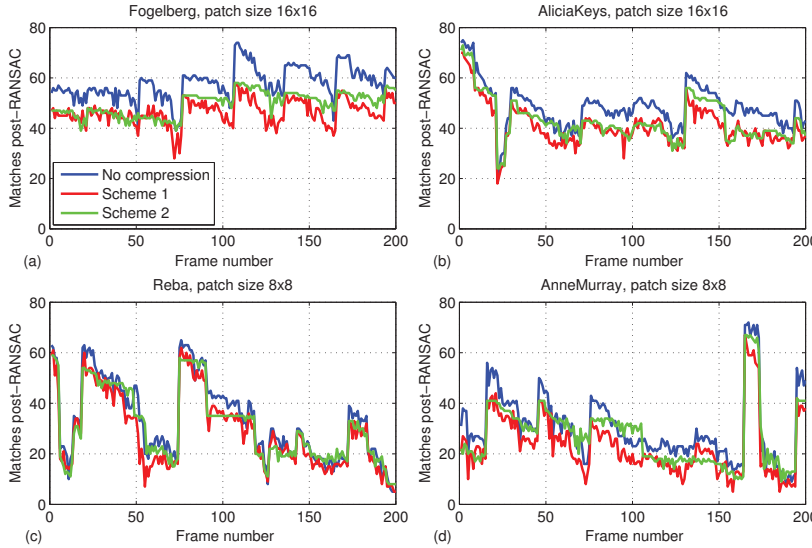 Fogelberg, patch size 16x16
Matches post-RANSAC
80
60
40
20
0
No compression
Scheme 1
Scheme 2
0 50 100 150 200
(a) Frame number
AliciaKeys, patch size 16x16
Matches post-RANSAC
80
60
40
20
0
0 50 100 150 200
(b) Frame number
Reba, patch size 8x8
Matches post-RANSAC
80
60
40
20
0
0 50 100 150 200
(c) Frame number
AnneMurray, patch size 8x8
Matches post-RANSAC
80
60
40
20
0
0 50 100 150 200
(d) Frame number